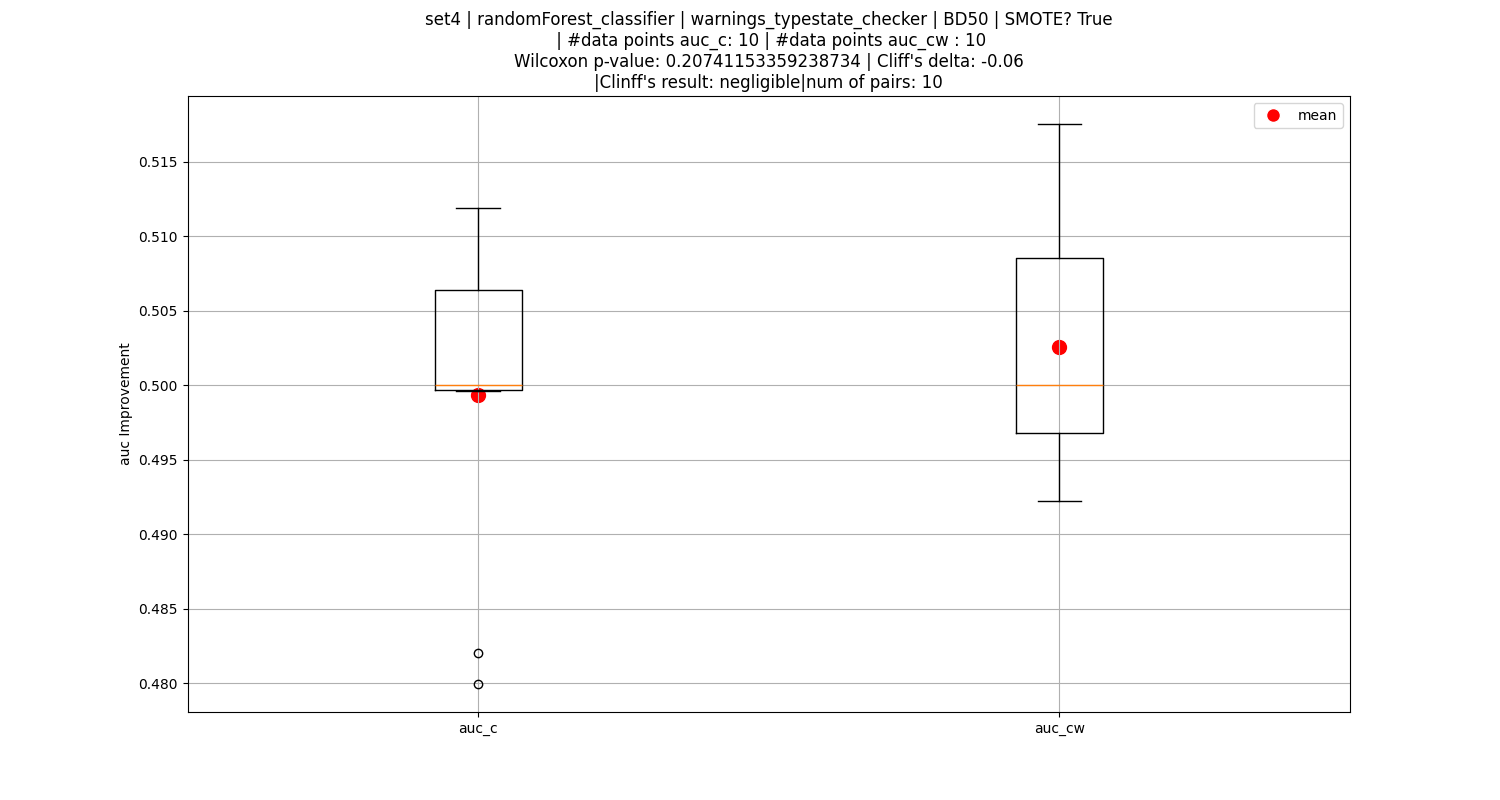 set4 | randomForest_classifier | warnings_typestate_checker | BD50 | SMOTE? True
| #data points auc_c: 10 | #data points auc_cw : 10
Wilcoxon p-value: 0.20741153359238734 | Cliff's delta: -0.06
|Clinff's result: negligible|num of pairs: 10
mean
0.515
0.510
0.505
0.500
0.495
0.490
0.485
0.480
auc Improvement
auc_c
auc_cw